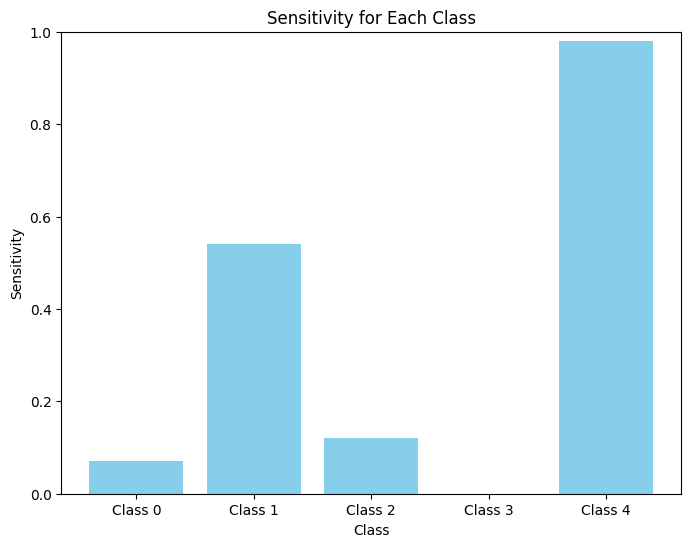 Sensitivity for Each Class
1.0
0.8
0.6
0.4
0.2
0.0
Sensitivity
Class 0
Class 1
Class 2
Class 3
Class 4
Class